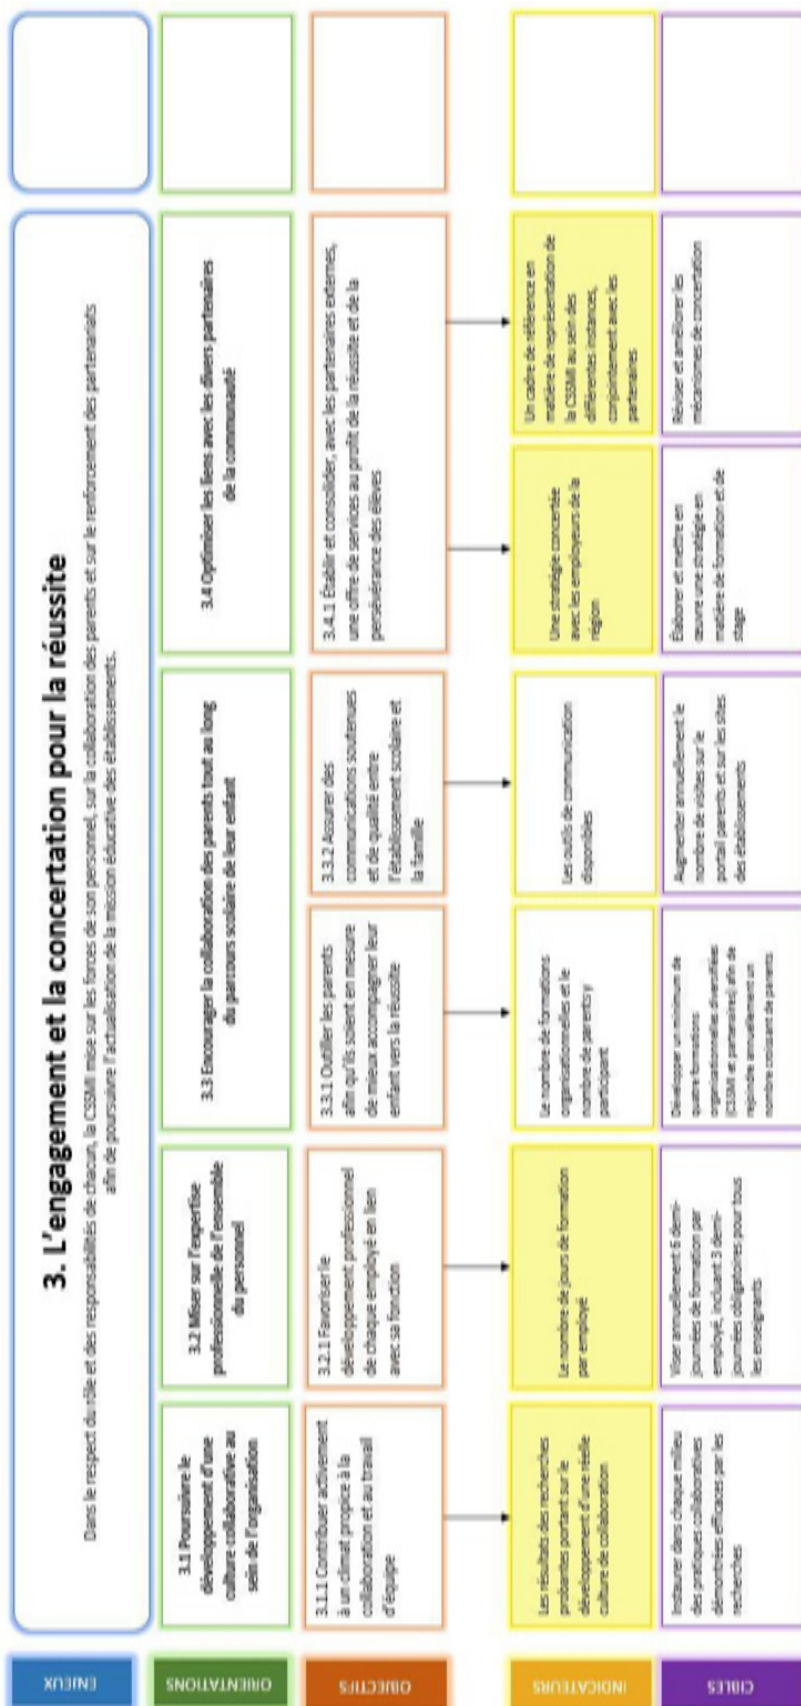 ENJEUX
3. L'engagement et la concertation pour la réussite
Dans le respect du rôle et des responsabilités de chacun, la CSSMI mise sur les forces de son personnel, sur la collaboration des parents et sur le renforcement des partenariats
afin de poursuivre l'actualisation de la mission éducative des établissements.
ORIENTATIONS
3.1 Poursuivre le
développement d'une
culture collaborative au
sein de l'organisation
3.2 Miser sur l'expertise
professionnelle de l'ensemble
du personnel
3.3 Encourager la collaboration des parents tout au long
du parcours scolaire de leur enfant
3.4 Optimiser les liens avec les divers partenaires
de la communauté
OBJECTIFS
3.1.1 Contribuer activement
à un climat propice à la
collaboration et au travail
d'équipe
3.2.1 Favoriser le
développement professionnel
de chaque employé en lien
avec sa fonction
3.3.1 Outiller les parents
afin qu'ils soient en mesure
de mieux accompagner leur
enfant vers la réussite
3.3.2 Assurer des
communications soutenues
et de qualité entre
l'établissement scolaire et
la famille
3.4.1 Établir et consolider, avec les partenaires externes,
une offre de services au profit de la réussite et de la
persévérance des élèves
INDICATEURS
Les résultats des recherches
probantes portant sur le
développement d'une réelle
culture de collaboration
Le nombre de jours de formation
par employé
Le nombre de formations
organisationnelles et le
nombre de parents y
participant
Les outils de communication
disponibles
Une stratégie concertée
avec les employeurs de la
région
Un cadre de référence en
matière de représentation de
la CSSMI au sein des
différentes instances,
conjointement avec les
partenaires
CIBLES
Instaurer dans chaque milieu
des pratiques collaboratives
démontrées efficaces par les
recherches
Viser annuellement 6 demi-
journées de formation par
employé, incluant 3 demi-
journées obligatoires pour tous
les enseignants
Développer un minimum de
quatre formations
organisationnelles diversifiées
(CSSMI et partenaires) afin de
rejoindre annuellement un
nombre croissant de parents
Augmenter annuellement le
nombre de visites sur le
portail parents et sur les sites
des établissements
Élaborer et mettre en
œuvre une stratégie en
matière de formation et de
stage
Réviser et améliorer les
mécanismes de concertation